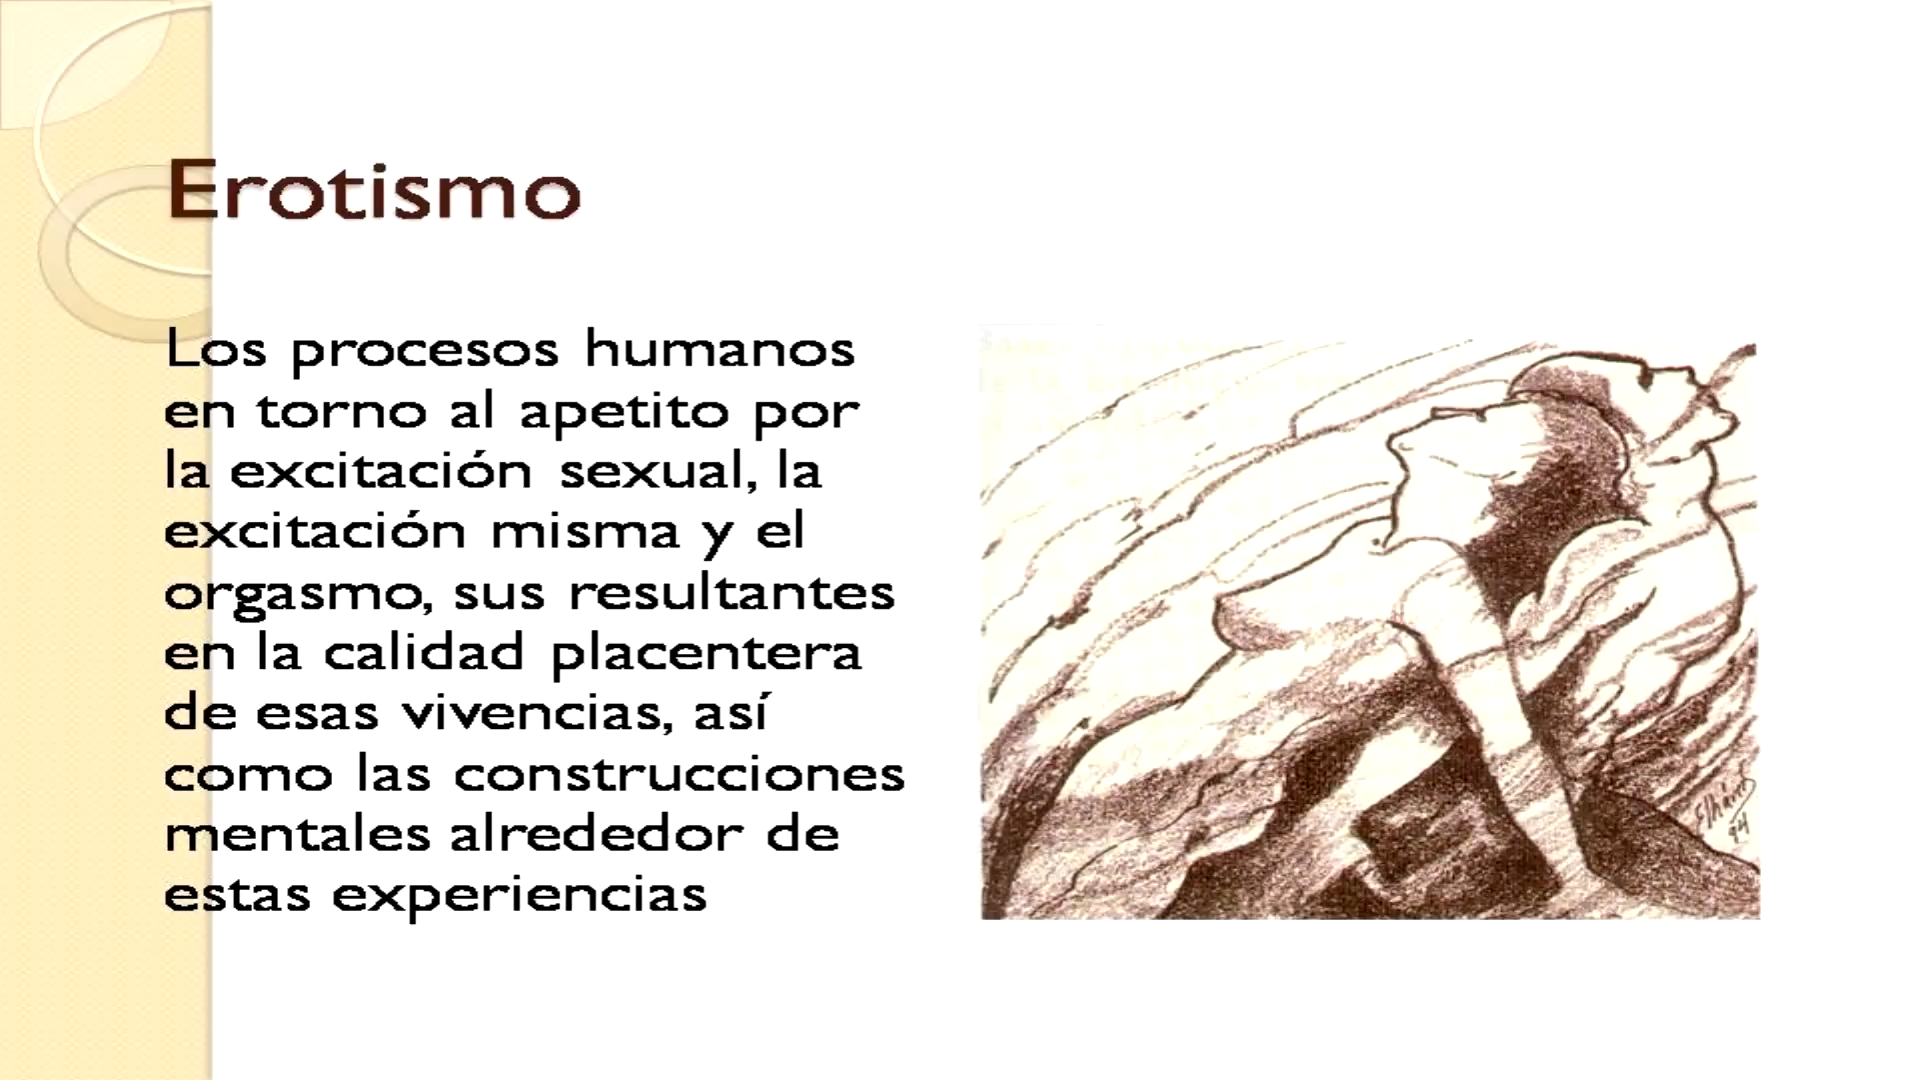 Erotismo
Los procesos humanos
en torno al apetito por
la excitación sexual, la
excitación misma y el
orgasmo, sus resultantes
en la calidad placentera
de esas vivencias, así
como las construcciones
mentales alrededor de
estas experiencias
94